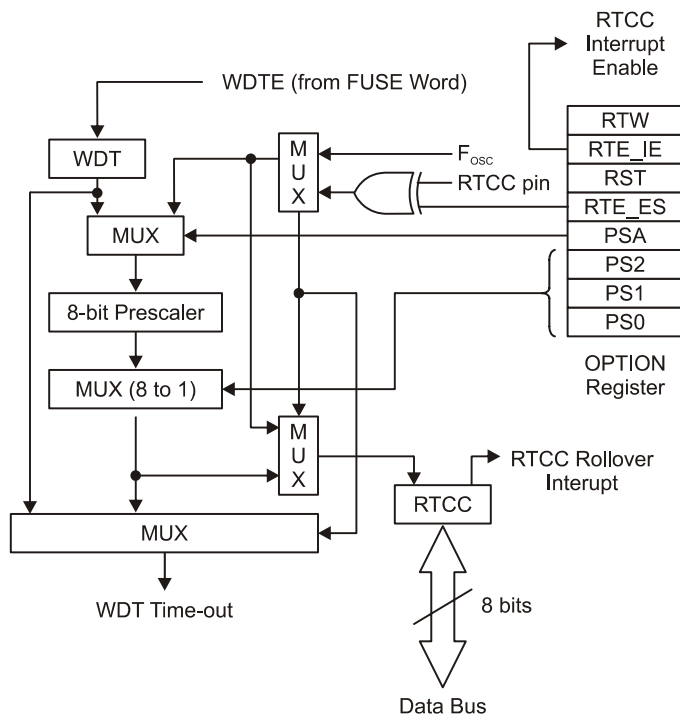 RTCC
Interrupt
Enable
WDTE (from FUSE Word)
RTW
WDT
M
U
X
Fosc
RTE_IE
RTCC pin
RST
RTE_ES
MUX
PSA
PS2
8-bit Prescaler
PS1
PS0
MUX (8 to 1)
OPTION
Register
M
U
X
RTCC Rollover
Interupt
RTCC
MUX
WDT Time-out
8 bits
Data Bus